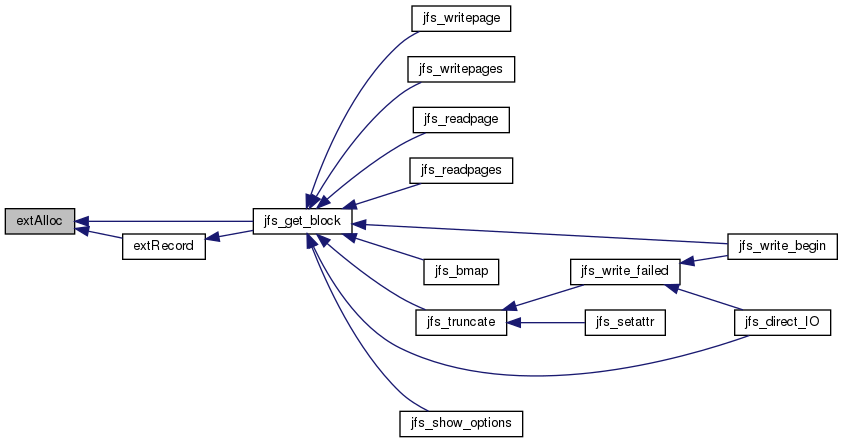 jfs_writepage
jfs_writepages
jfs_readpage
jfs_readpages
extAlloc
jfs_get_block
extRecord
jfs_write_begin
jfs_bmap
jfs_write_failed
jfs_truncate
jfs_setattr
jfs_direct_IO
jfs_show_options